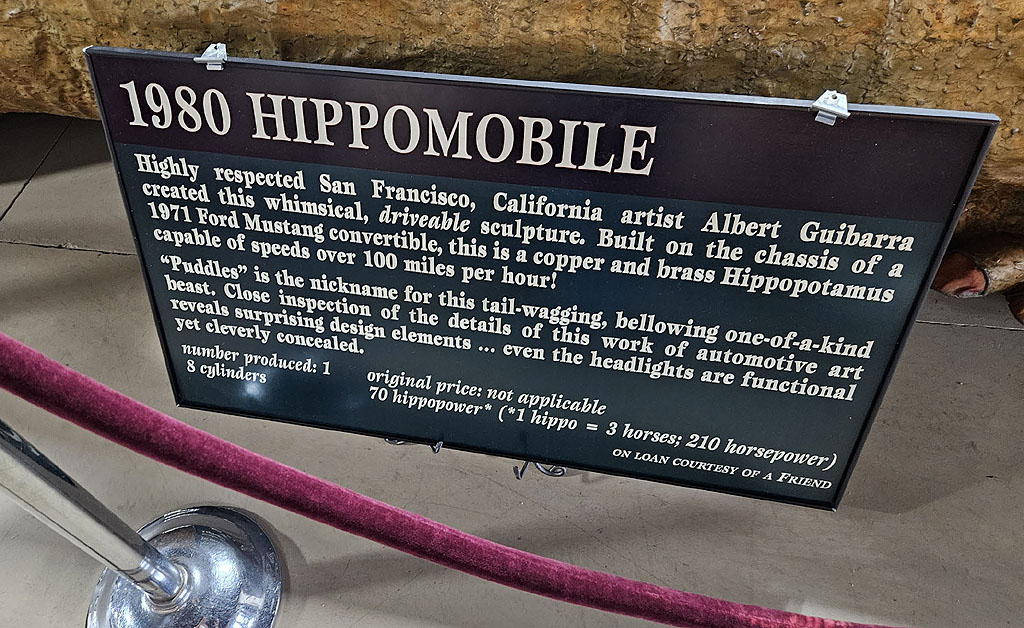 1980 HIPPOMOBILE
Highly respected San Francisco, California artist Albert Guibarra
created this whimsical, driveable sculpture. Built on the chassis of a
1971 Ford Mustang convertible, this is a copper and brass Hippopotamus
capable of speeds over 100 miles per hour!
“Puddles” is the nickname for this tail-wagging, bellowing one-of-a-kind
beast. Close inspection of the details of this work of automotive art
reveals surprising design elements ... even the headlights are functional
yet cleverly concealed.
number produced: 1
original price: not applicable
8 cylinders
70 hippopower* (*1 hippo = 3 horses; 210 horsepower)
ON LOAN COURTESY OF A FRIEND